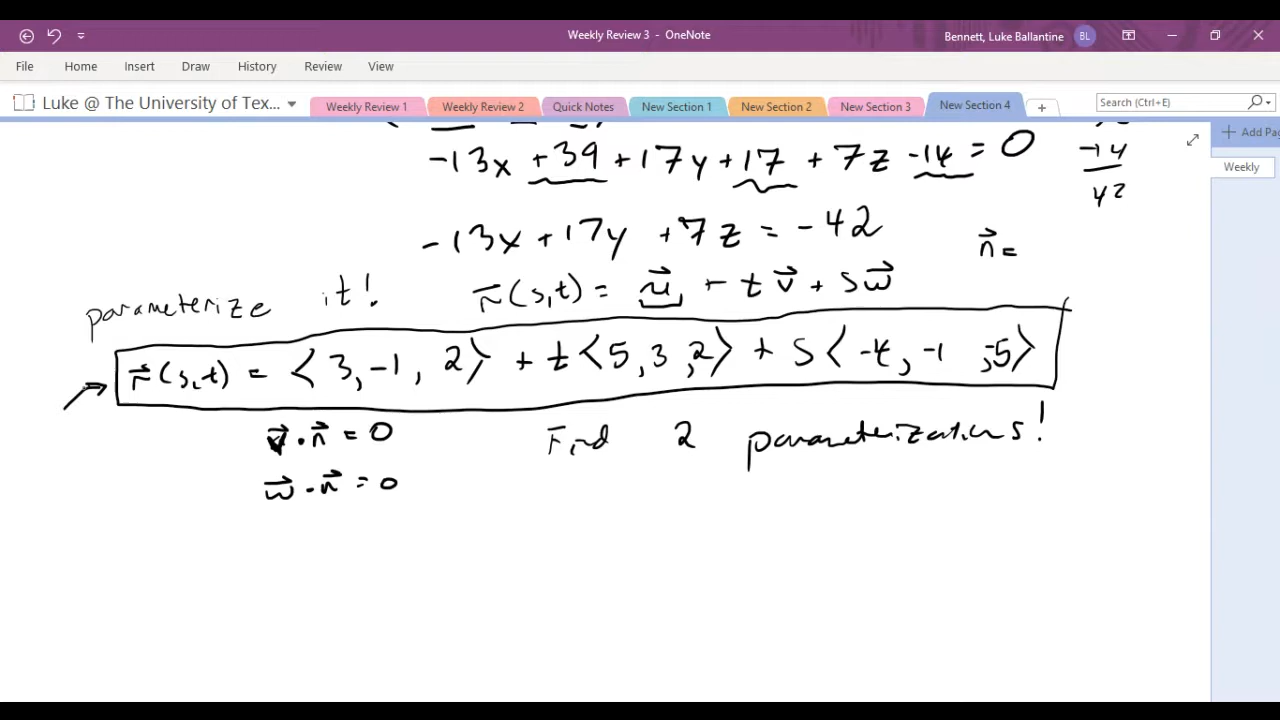 Weekly Review 3 - OneNote
Bennett, Luke Ballantine BL
File Home Insert Draw History Research Review View
Luke @ The University of Tex... Weekly Review 1 Weekly Review 2 Quick Notes New Section 1 New Section 2 New Section 3 New Section 4 + Search (Ctrl+E)
+ Add Pag
Weekly
-13x +39 +17y +17 +7z -14 = 0
-14
42
-13x +17y +7z = -42
n⃗ =
parameterize it! r⃗(s,t) = u⃗ + t v⃗ + s w⃗
r⃗(s,t) = ⟨3,-1,2⟩ + t⟨5,3,2⟩ + s⟨-4,-1,-5⟩
v⃗ · n⃗ = 0 Find 2 parameterizations!
w⃗ · n⃗ = 0